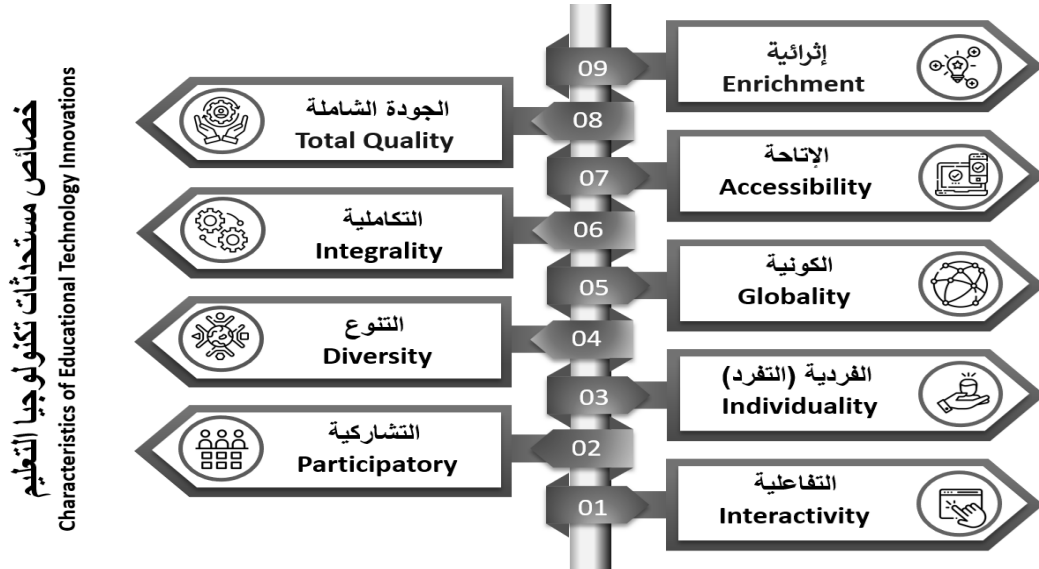 خصائص مستحدثات تكنولوجيا التعليم
Characteristics of Educational Technology Innovations
09
إثرائية
Enrichment
08
الجودة الشاملة
Total Quality
07
الإتاحة
Accessibility
06
التكاملية
Integrality
05
الكونية
Globality
04
التنوع
Diversity
03
الفردية (التفرد)
Individuality
02
التشاركية
Participatory
01
التفاعلية
Interactivity